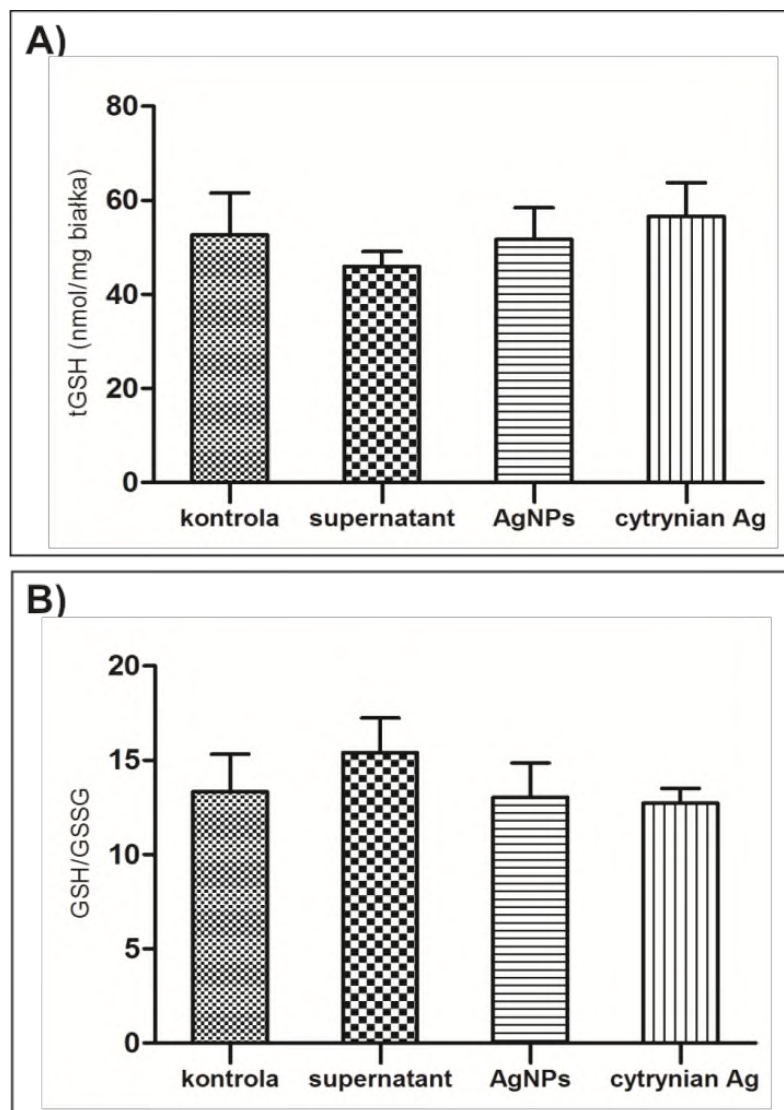 A)
tGSH (nmol/mg białka)
80
60
40
20
0
kontrola supernatant AgNPs cytrynian Ag
B)
GSH/GSSG
20
15
10
5
0
kontrola supernatant AgNPs cytrynian Ag